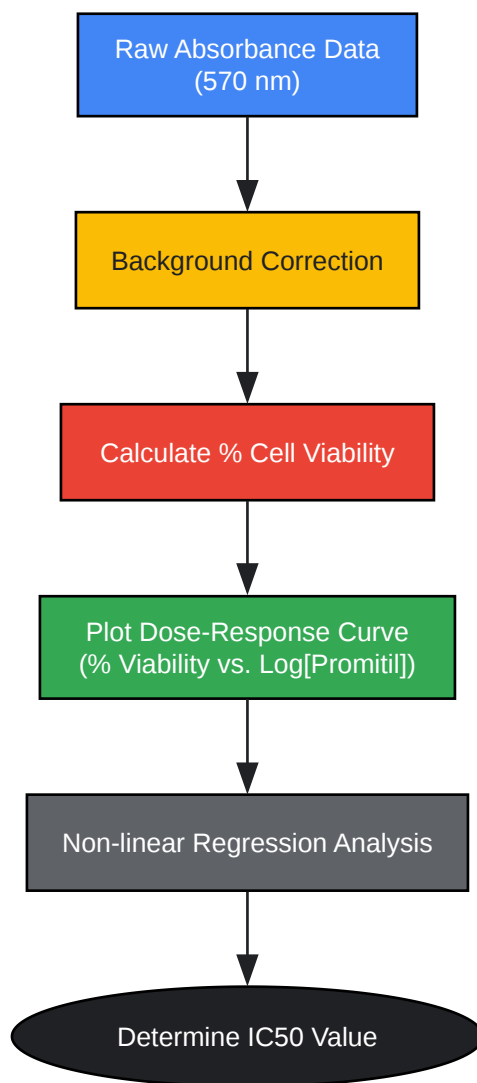 Raw Absorbance Data
(570 nm)
Background Correction
Calculate % Cell Viability
Plot Dose-Response Curve
(% Viability vs. Log[Promitil])
Non-linear Regression Analysis
Determine IC50 Value